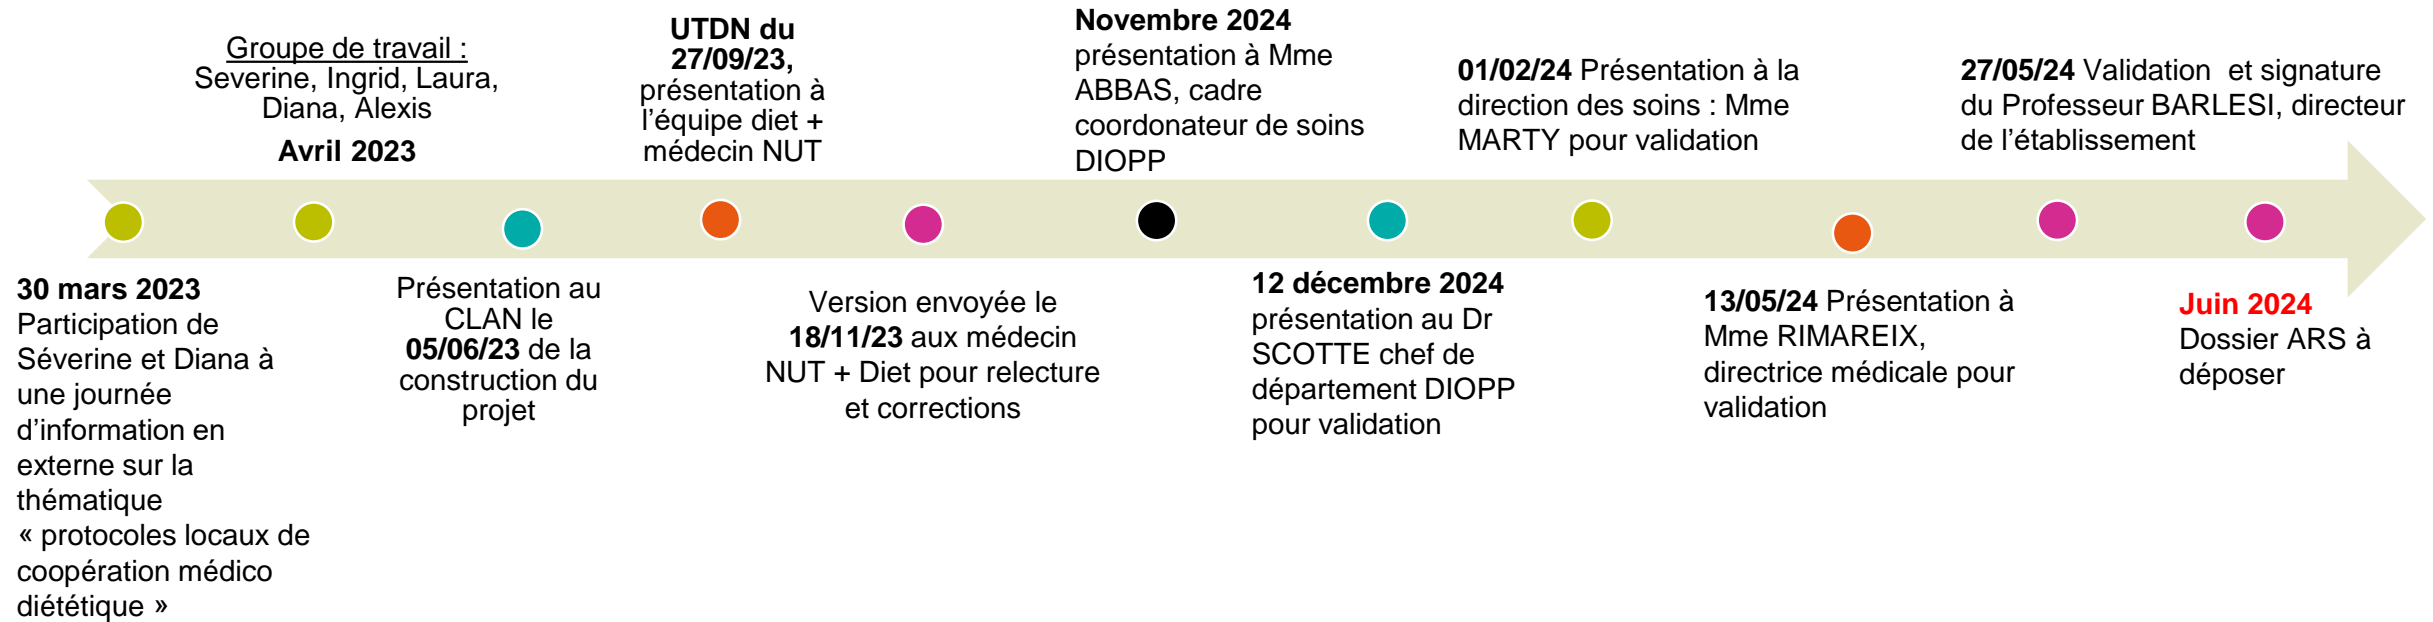 30 mars 2023
Participation de
Séverine et Diana à
une journée
d’information en
externe sur la
thématique
« protocoles locaux de
coopération médico
diététique »
Groupe de travail :
Severine, Ingrid, Laura,
Diana, Alexis
Avril 2023
Présentation au
CLAN le
05/06/23 de la
construction du
projet
UTDN du
27/09/23,
présentation à
l’équipe diet +
médecin NUT
Version envoyée le
18/11/23 aux médecin
NUT + Diet pour relecture
et corrections
Novembre 2024
présentation à Mme
ABBAS, cadre
coordonateur de soins
DIOPP
12 décembre 2024
présentation au Dr
SCOTTE chef de
département DIOPP
pour validation
01/02/24 Présentation à la
direction des soins : Mme
MARTY pour validation
13/05/24 Présentation à
Mme RIMAREIX,
directrice médicale pour
validation
27/05/24 Validation et signature
du Professeur BARLESI, directeur
de l’établissement
Juin 2024
Dossier ARS à
déposer